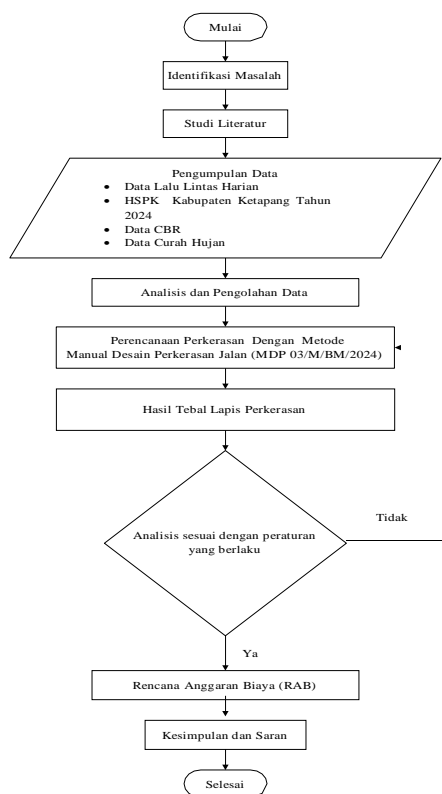 Mulai
Identifikasi Masalah
Studi Literatur
Pengumpulan Data
• Data Lalu Lintas Harian
• HSPK Kabupaten Ketapang Tahun
2024
• Data CBR
• Data Curah Hujan
Analisis dan Pengolahan Data
Perencanaan Perkerasan Dengan Metode
Manual Desain Perkerasan Jalan (MDP 03/M/BM/2024)
Hasil Tebal Lapis Perkerasan
Analisis sesuai dengan peraturan
yang berlaku
Tidak
Ya
Rencana Anggaran Biaya (RAB)
Kesimpulan dan Saran
Selesai